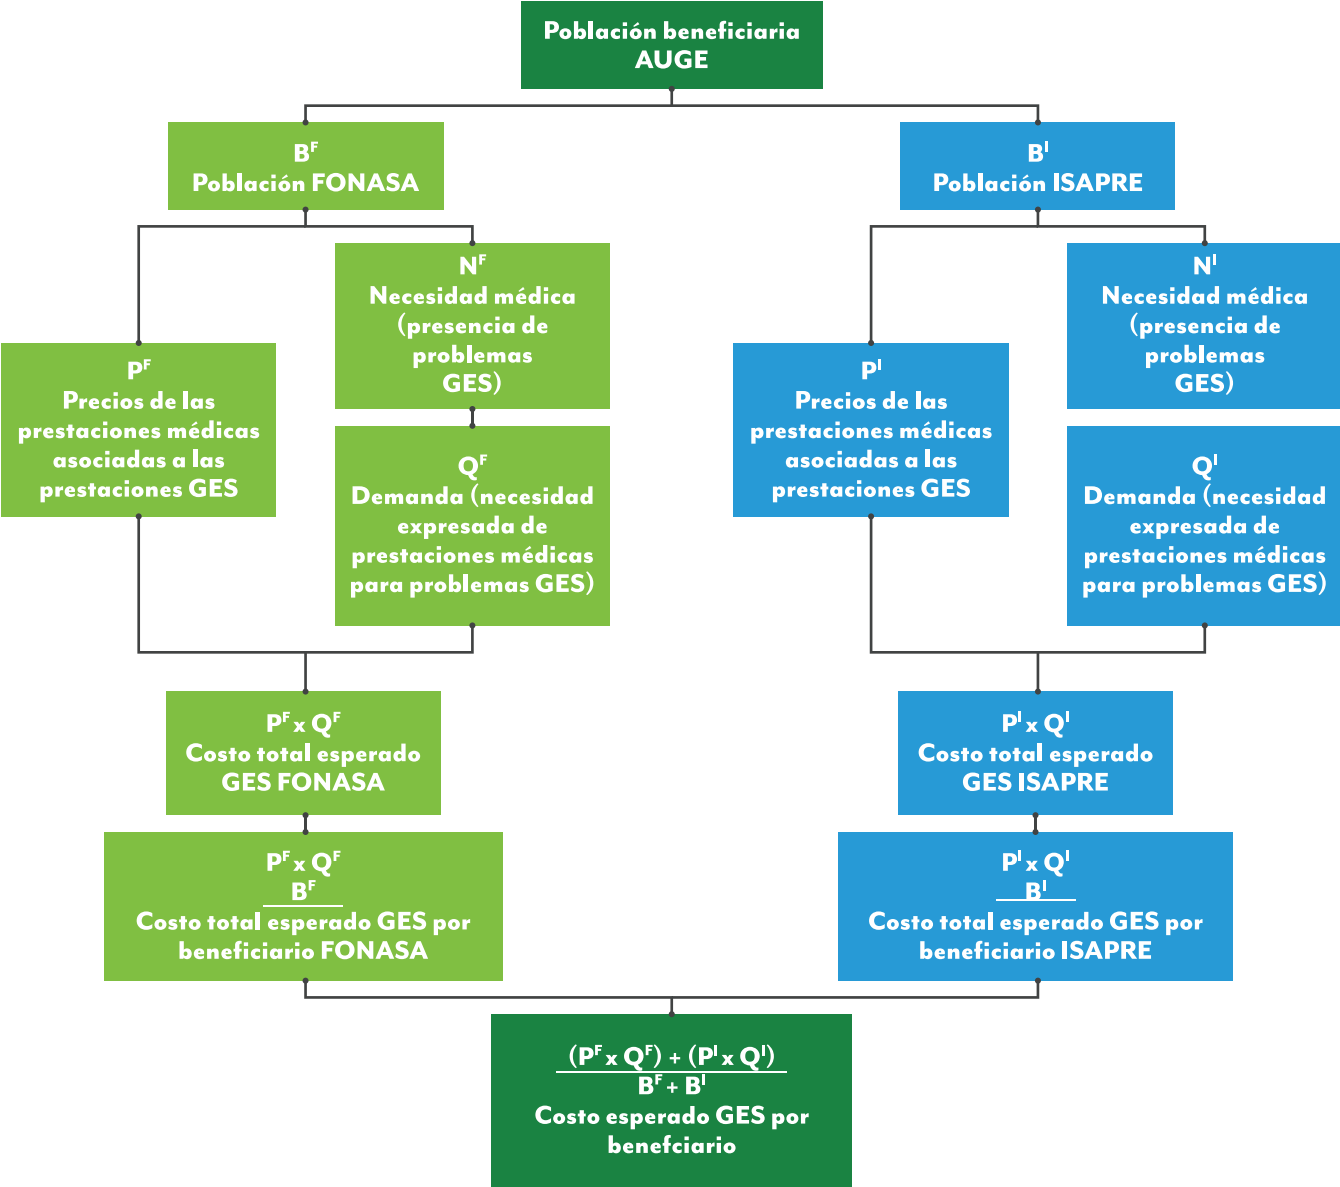 Población beneficiaria
AUGE
B^F
Población FONASA
B^I
Población ISAPRE
N^F
Necesidad médica
(presencia de
problemas
GES)
N^I
Necesidad médica
(presencia de
problemas
GES)
P^F
Precios de las
prestaciones médicas
asociadas a las
prestaciones GES
P^I
Precios de las
prestaciones médicas
asociadas a las
prestaciones GES
Q^F
Demanda (necesidad
expresada de
prestaciones médicas
para problemas GES)
Q^I
Demanda (necesidad
expresada de
prestaciones médicas
para problemas GES)
P^F x Q^F
Costo total esperado
GES FONASA
P^I x Q^I
Costo total esperado
GES ISAPRE
P^F x Q^F
B^F
Costo total esperado GES por
beneficiario FONASA
P^I x Q^I
B^I
Costo total esperado GES por
beneficiario ISAPRE
(P^F x Q^F) + (P^I x Q^I)
B^F + B^I
Costo esperado GES por
benefciario